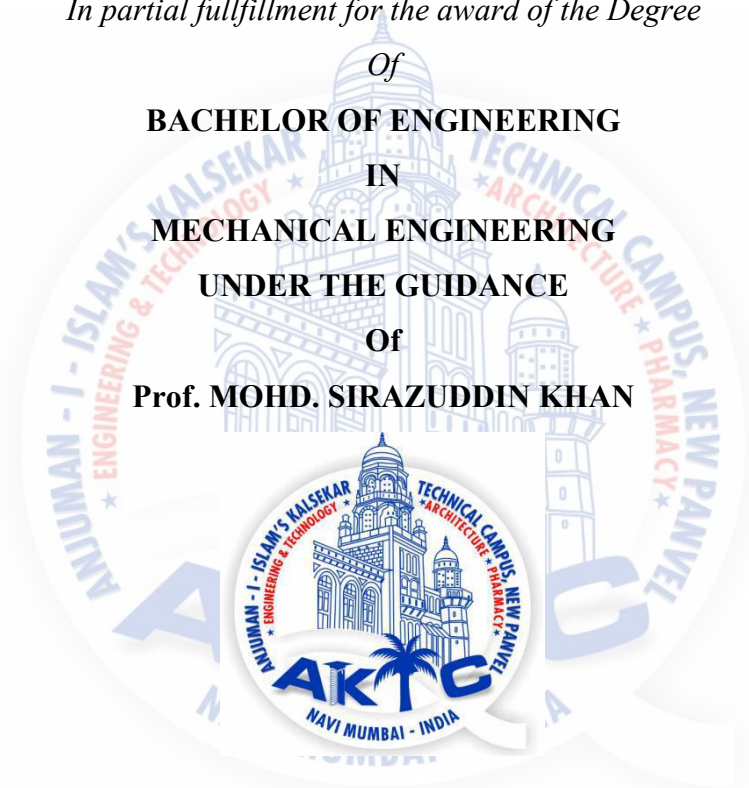 In partial fullfillment for the award of the Degree
Of
BACHELOR OF ENGINEERING
IN
MECHANICAL ENGINEERING
UNDER THE GUIDANCE
Of
Prof. MOHD. SIRAZUDDIN KHAN
ANJUMAN - I - ISLAM'S KALSEKAR TECHNICAL CAMPUS, NEW PANVEL
★ ENGINEERING & TECHNOLOGY ★ ★ARCHITECTURE ★ PHARMACY★
AKTC
NAVI MUMBAI - INDIA